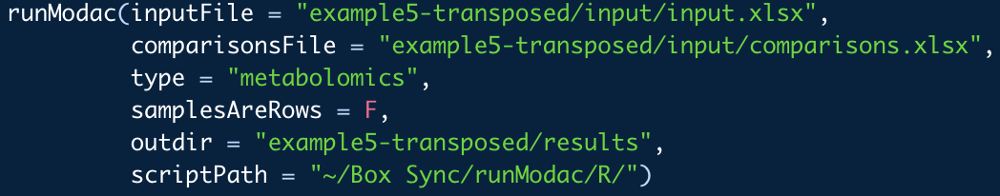 runModac(inputFile = "example5-transposed/input/input.xlsx",
         comparisonsFile = "example5-transposed/input/comparisons.xlsx",
         type = "metabolomics",
         samplesAreRows = F,
         outdir = "example5-transposed/results",
         scriptPath = "~/Box Sync/runModac/R/")